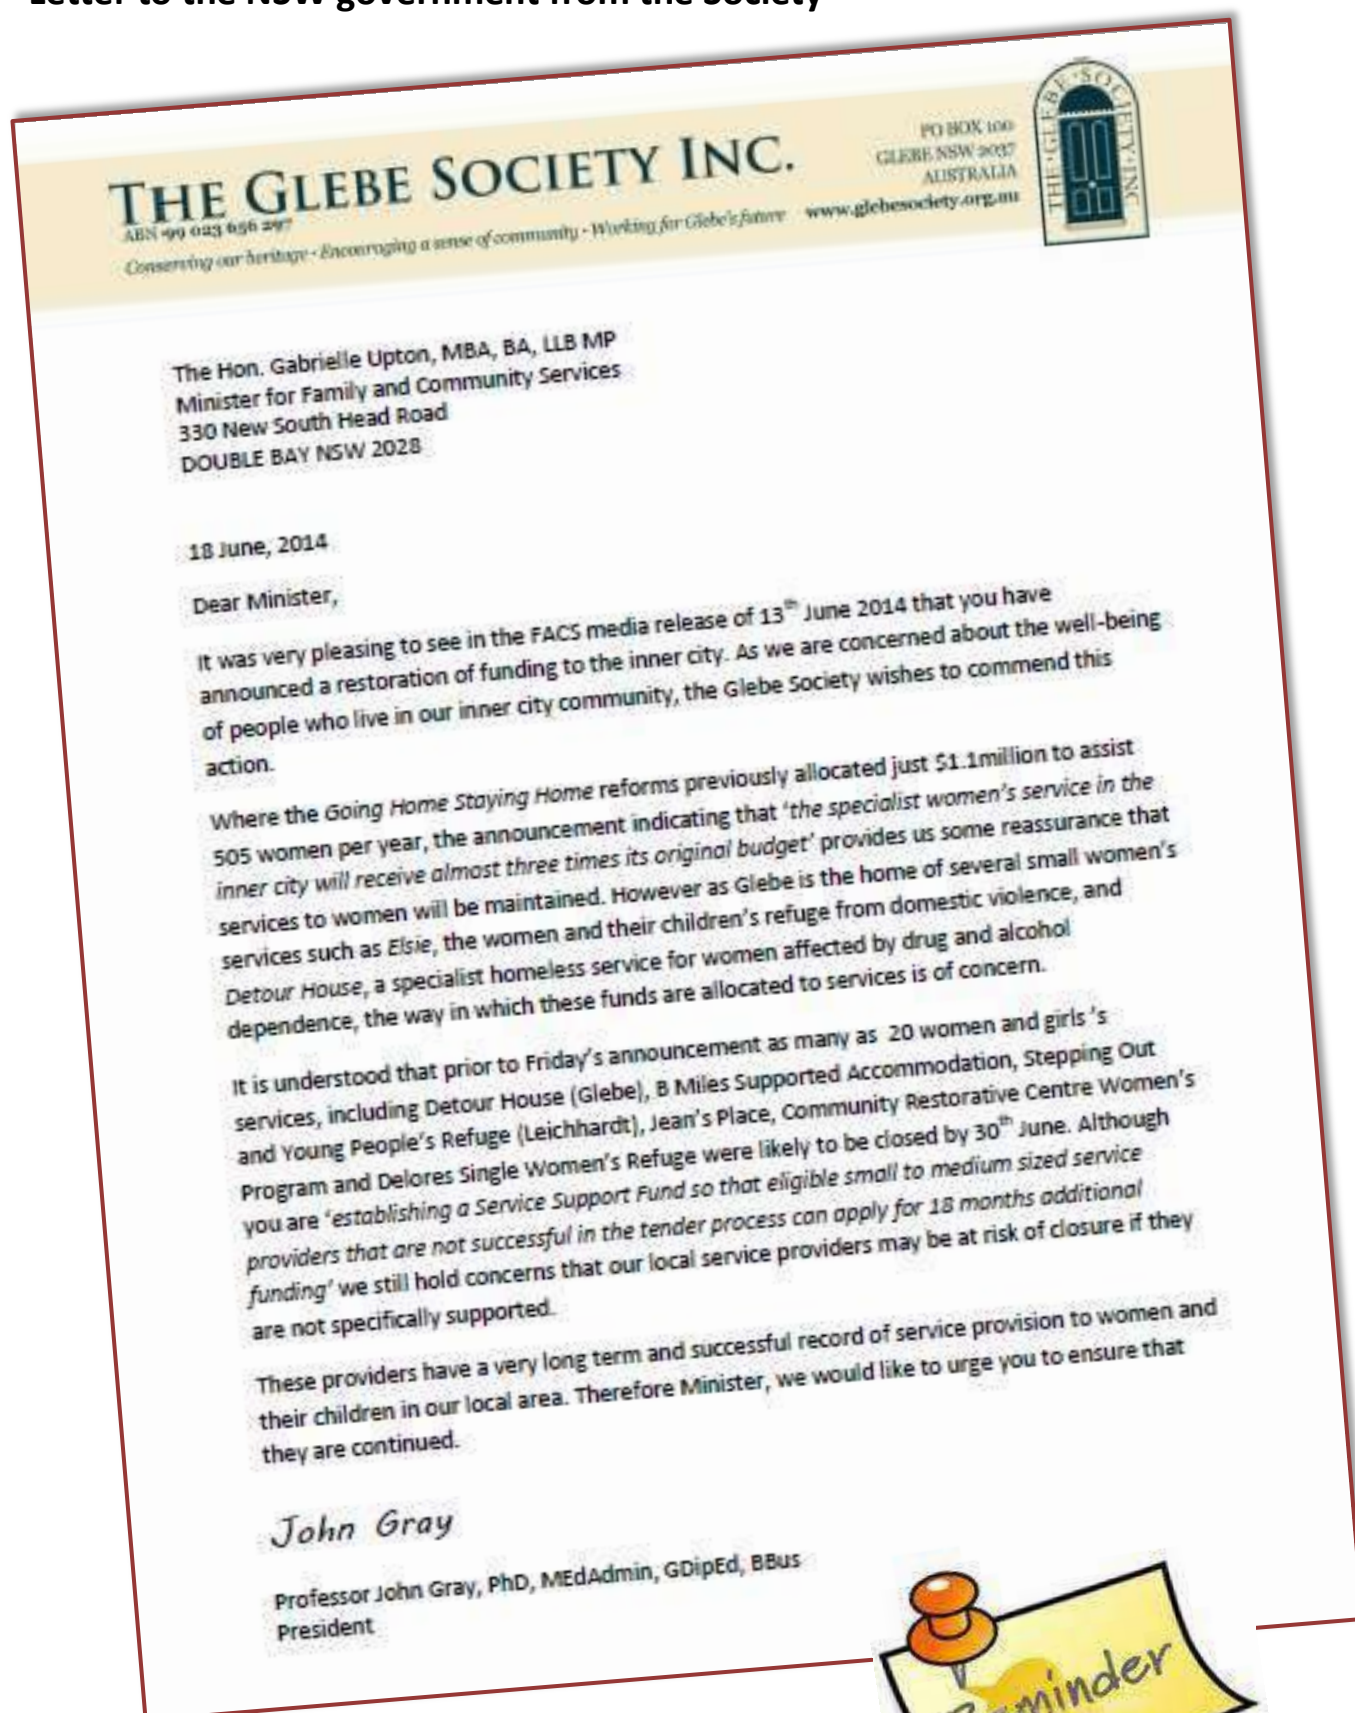 Letter to the NSW government from the Society
THE GLEBE SOCIETY INC.
ABN 99 023 656 297
Conserving our heritage • Encouraging a sense of community • Working for Glebe's future
PO BOX 100
GLEBE NSW 2037
AUSTRALIA
www.glebesociety.org.au
THE·GLEBE·SOCIETY·INC
The Hon. Gabrielle Upton, MBA, BA, LLB MP
Minister for Family and Community Services
330 New South Head Road
DOUBLE BAY NSW 2028
18 June, 2014
Dear Minister,
It was very pleasing to see in the FACS media release of 13th June 2014 that you have
announced a restoration of funding to the inner city. As we are concerned about the well-being
of people who live in our inner city community, the Glebe Society wishes to commend this
action.
Where the Going Home Staying Home reforms previously allocated just $1.1million to assist
505 women per year, the announcement indicating that 'the specialist women's service in the
inner city will receive almost three times its original budget' provides us some reassurance that
services to women will be maintained. However as Glebe is the home of several small women's
services such as Elsie, the women and their children's refuge from domestic violence, and
Detour House, a specialist homeless service for women affected by drug and alcohol
dependence, the way in which these funds are allocated to services is of concern.
It is understood that prior to Friday's announcement as many as 20 women and girls 's
services, including Detour House (Glebe), B Miles Supported Accommodation, Stepping Out
and Young People's Refuge (Leichhardt), Jean's Place, Community Restorative Centre Women's
Program and Delores Single Women's Refuge were likely to be closed by 30th June. Although
you are 'establishing a Service Support Fund so that eligible small to medium sized service
providers that are not successful in the tender process can apply for 18 months additional
funding' we still hold concerns that our local service providers may be at risk of closure if they
are not specifically supported.
These providers have a very long term and successful record of service provision to women and
their children in our local area. Therefore Minister, we would like to urge you to ensure that
they are continued.
John Gray
Professor John Gray, PhD, MEdAdmin, GDipEd, BBus
President
Reminder